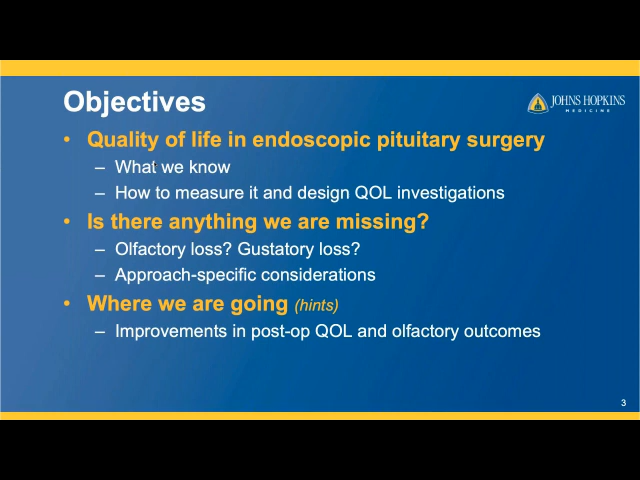 Objectives
JOHNS HOPKINS
MEDICINE
• Quality of life in endoscopic pituitary surgery
– What we know
– How to measure it and design QOL investigations
• Is there anything we are missing?
– Olfactory loss? Gustatory loss?
– Approach-specific considerations
• Where we are going (hints)
– Improvements in post-op QOL and olfactory outcomes
3